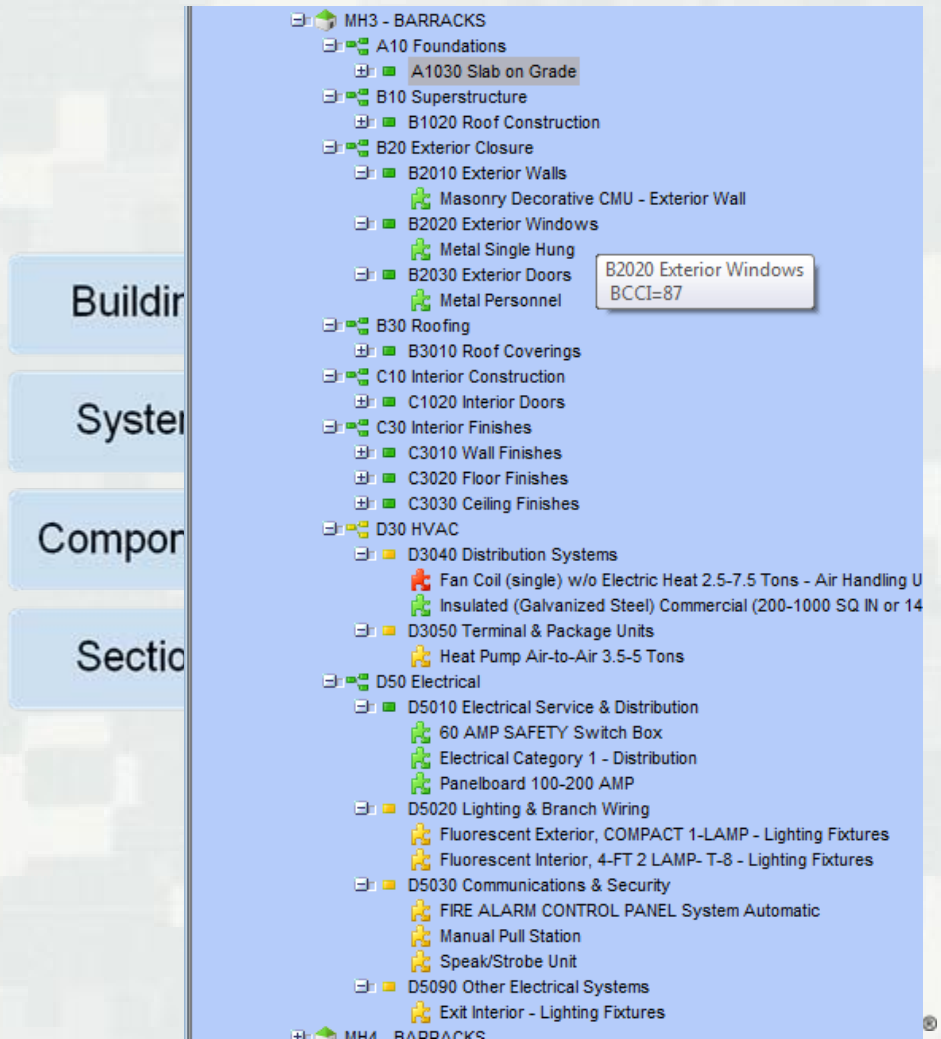 MH3 - BARRACKS
A10 Foundations
A1030 Slab on Grade
B10 Superstructure
B1020 Roof Construction
B20 Exterior Closure
B2010 Exterior Walls
Masonry Decorative CMU - Exterior Wall
B2020 Exterior Windows
Metal Single Hung
B2030 Exterior Doors
B2020 Exterior Windows
BCCI=87
Metal Personnel
B30 Roofing
B3010 Roof Coverings
C10 Interior Construction
C1020 Interior Doors
C30 Interior Finishes
C3010 Wall Finishes
C3020 Floor Finishes
C3030 Ceiling Finishes
D30 HVAC
D3040 Distribution Systems
Fan Coil (single) w/o Electric Heat 2.5-7.5 Tons - Air Handling U
Insulated (Galvanized Steel) Commercial (200-1000 SQ IN or 14
D3050 Terminal & Package Units
Heat Pump Air-to-Air 3.5-5 Tons
D50 Electrical
D5010 Electrical Service & Distribution
60 AMP SAFETY Switch Box
Electrical Category 1 - Distribution
Panelboard 100-200 AMP
D5020 Lighting & Branch Wiring
Fluorescent Exterior, COMPACT 1-LAMP - Lighting Fixtures
Fluorescent Interior, 4-FT 2 LAMP- T-8 - Lighting Fixtures
D5030 Communications & Security
FIRE ALARM CONTROL PANEL System Automatic
Manual Pull Station
Speak/Strobe Unit
D5090 Other Electrical Systems
Exit Interior - Lighting Fixtures
MH4 - BARRACKS
Buildin
Syster
Compon
Sectio
®